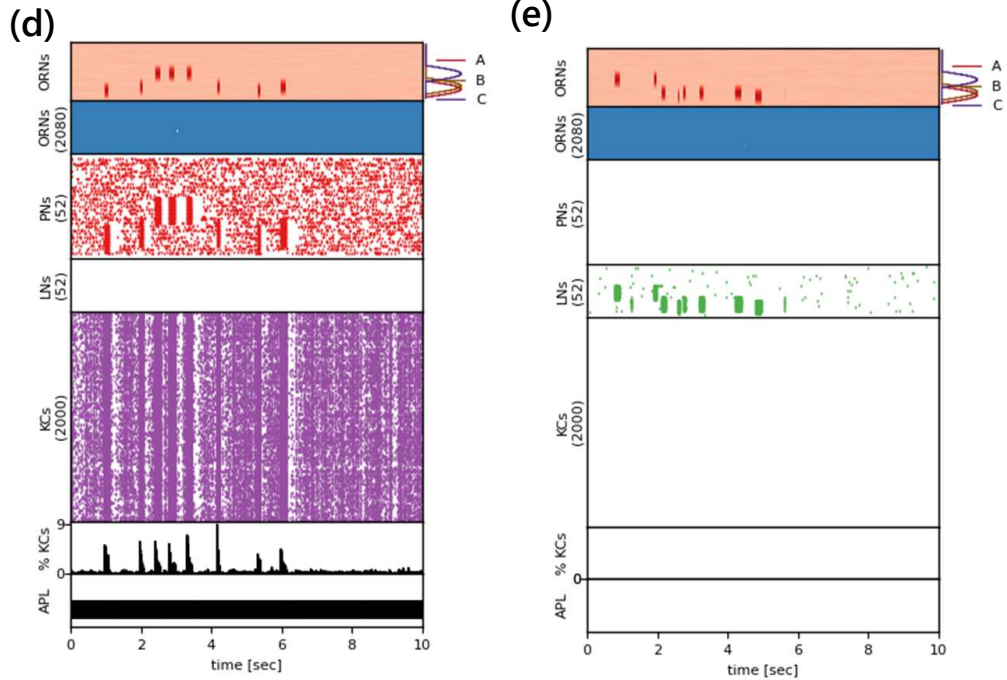 (d)
ORNs
A
B
C
ORNs
(2080)
PNs
(52)
LNs
(52)
KCs
(2000)
9
% KCs
0
APL
0 2 4 6 8 10
time [sec]
(e)
ORNs
A
B
C
ORNs
(2080)
PNs
(52)
LNs
(52)
KCs
(2000)
% KCs
0
APL
0 2 4 6 8 10
time [sec]